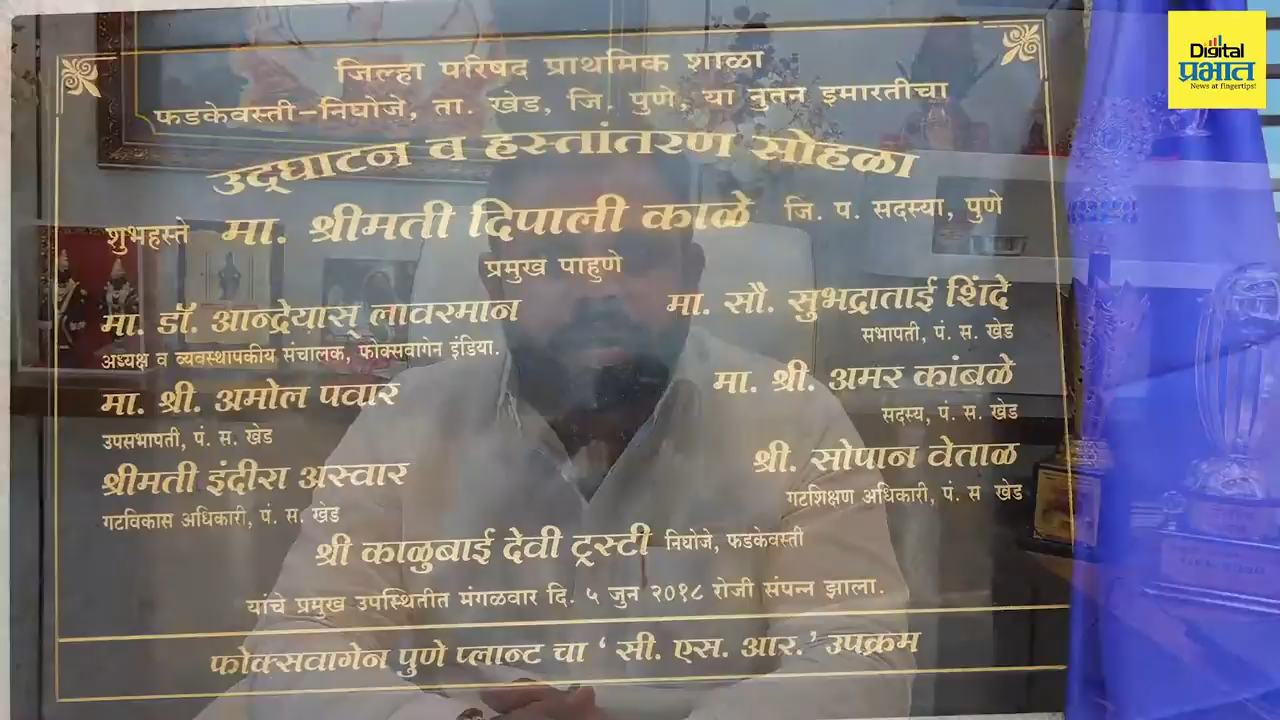 जिल्हा परिषद प्राथमिक शाळा
फडकेवस्ती-निघोजे, ता. खेड, जि. पुणे, या नुतन इमारतीचा
उद्घाटन व हस्तांतरण सोहळा
शुभहस्ते मा. श्रीमती दिपाली काळे जि. प. सदस्या, पुणे
प्रमुख पाहुणे
मा. डॉ. आन्द्रेयास् लावरमान
अध्यक्ष व व्यवस्थापकीय संचालक, फोक्सवागेन इंडिया.
मा. सौ. सुभद्राताई शिंदे
सभापती, पं. स. खेड
मा. श्री. अमोल पवार
उपसभापती, पं. स. खेड
मा. श्री. अमर कांबळे
सदस्य, पं. स. खेड
श्रीमती इंदीरा अस्वार
गटविकास अधिकारी, पं. स. खेड
श्री. सोपान वेताळ
गटशिक्षण अधिकारी, पं. स खेड
श्री काळुबाई देवी ट्रस्टी निघोजे, फडकेवस्ती
यांचे प्रमुख उपस्थितीत मंगळवार दि. ५ जुन २०१८ रोजी संपन्न झाला.
फोक्सवागेन पुणे प्लान्ट चा ' सी. एस. आर.' उपक्रम
Digital
प्रभात
News at fingertips!